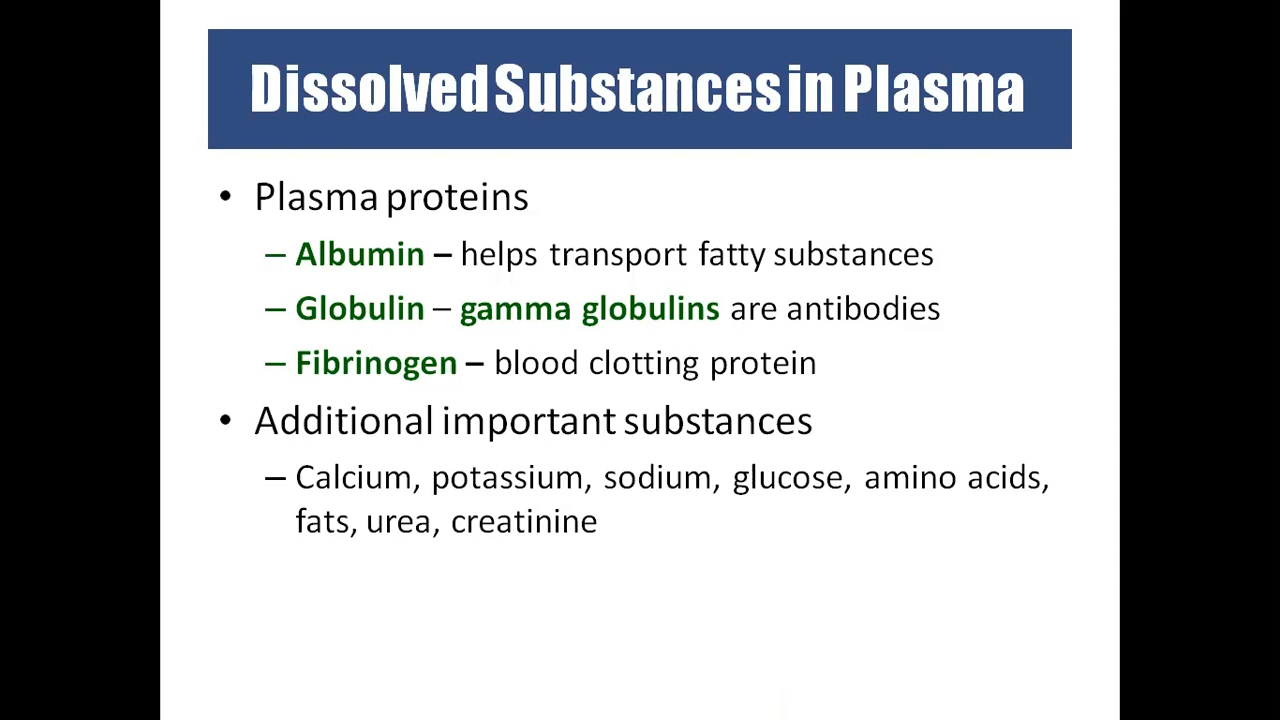 Dissolved Substances in Plasma
• Plasma proteins
– Albumin – helps transport fatty substances
– Globulin – gamma globulins are antibodies
– Fibrinogen – blood clotting protein
• Additional important substances
– Calcium, potassium, sodium, glucose, amino acids,
fats, urea, creatinine